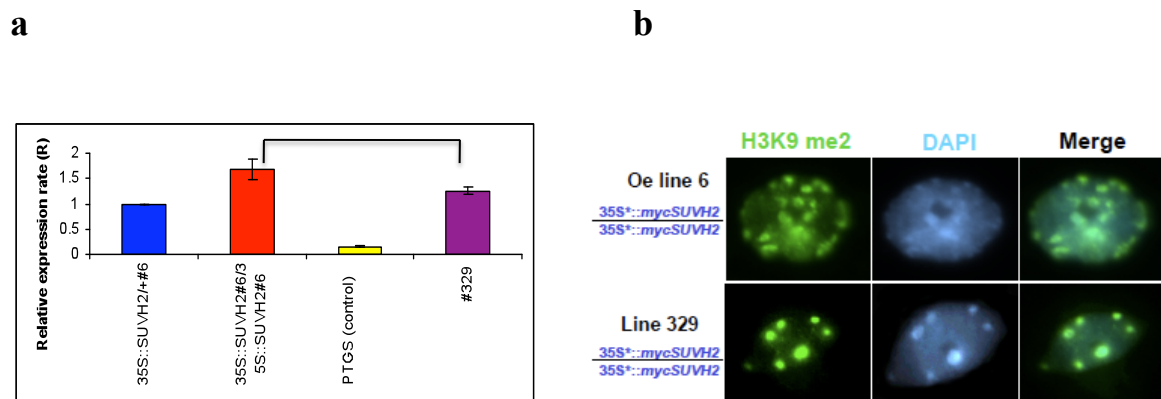 a
b
Relative expression rate (R)
2
1.5
1
0.5
0
35S::SUVH2/+#6
35S::SUVH2#6/3
5S::SUVH2#6
PTGS (control)
#329
H3K9 me2
DAPI
Merge
Oe line 6
35S*::mycSUVH2
35S*::mycSUVH2
Line 329
35S*::mycSUVH2
35S*::mycSUVH2